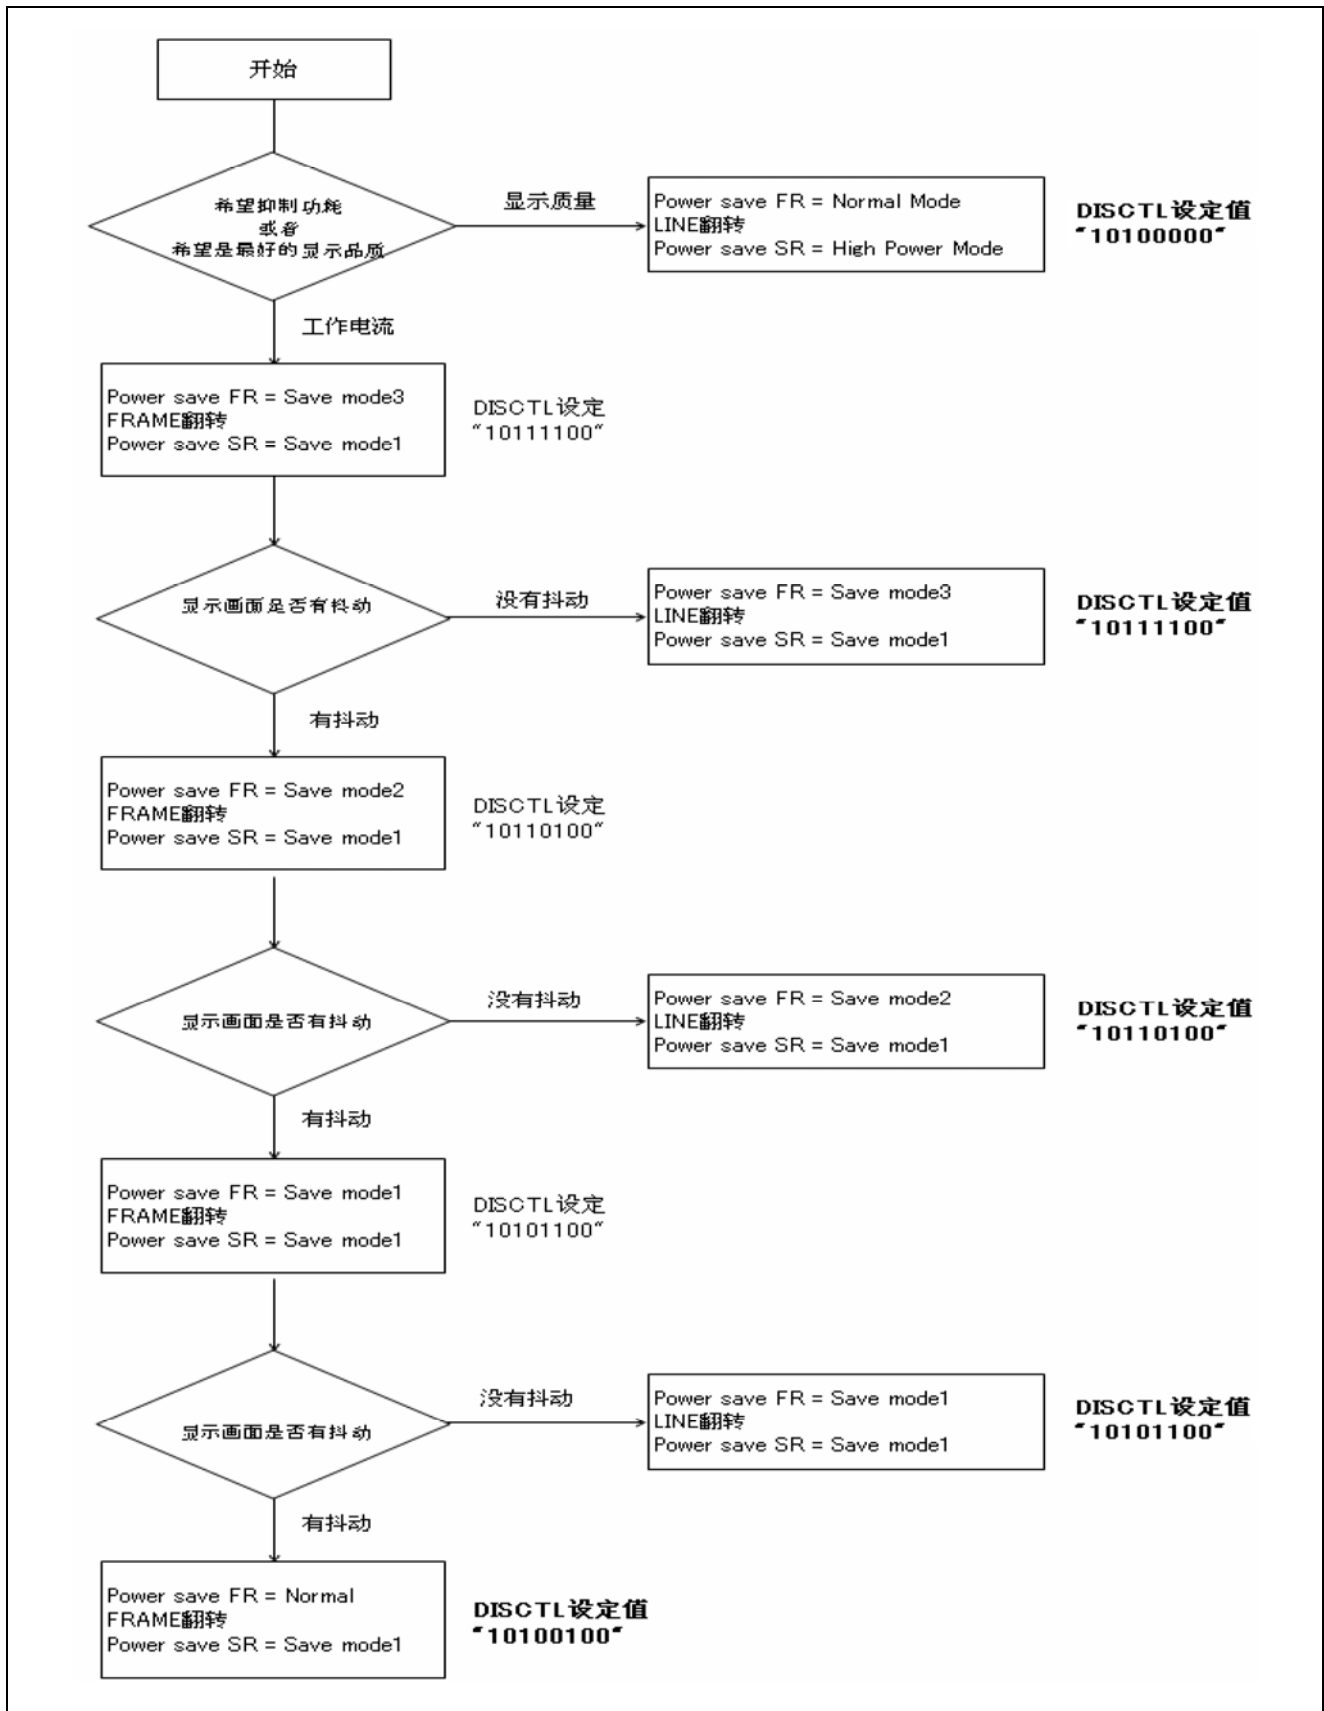 开始
希望抑制功耗
或者
希望是最好的显示品质
显示质量
Power save FR = Normal Mode
LINE翻转
Power save SR = High Power Mode
DISCTL设定值
“10100000“
工作电流
Power save FR = Save mode3
FRAME翻转
Power save SR = Save mode1
DISCTL设定
“10111100“
显示画面是否有抖动
没有抖动
Power save FR = Save mode3
LINE翻转
Power save SR = Save mode1
DISCTL设定值
“10111100“
有抖动
Power save FR = Save mode2
FRAME翻转
Power save SR = Save mode1
DISCTL设定
“10110100“
显示画面是否有抖动
没有抖动
Power save FR = Save mode2
LINE翻转
Power save SR = Save mode1
DISCTL设定值
“10110100“
有抖动
Power save FR = Save mode1
FRAME翻转
Power save SR = Save mode1
DISCTL设定
“10101100“
显示画面是否有抖动
没有抖动
Power save FR = Save mode1
LINE翻转
Power save SR = Save mode1
DISCTL设定值
“10101100“
有抖动
Power save FR = Normal
FRAME翻转
Power save SR = Save mode1
DISCTL设定值
“10100100“